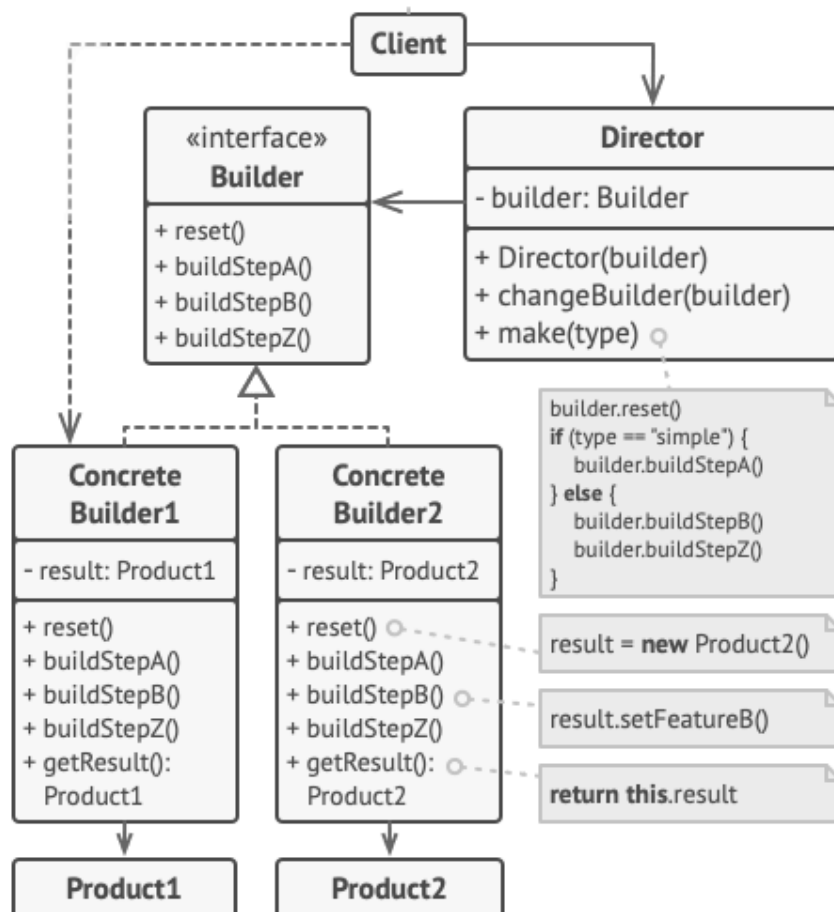 Client
«interface»
Builder
+ reset()
+ buildStepA()
+ buildStepB()
+ buildStepZ()
Director
- builder: Builder
+ Director(builder)
+ changeBuilder(builder)
+ make(type)
builder.reset()
if (type == "simple") {
builder.buildStepA()
} else {
builder.buildStepB()
builder.buildStepZ()
}
Concrete
Builder1
- result: Product1
+ reset()
+ buildStepA()
+ buildStepB()
+ buildStepZ()
+ getResult():
Product1
Concrete
Builder2
- result: Product2
+ reset()
+ buildStepA()
+ buildStepB()
+ buildStepZ()
+ getResult():
Product2
result = new Product2()
result.setFeatureB()
return this.result
Product1
Product2